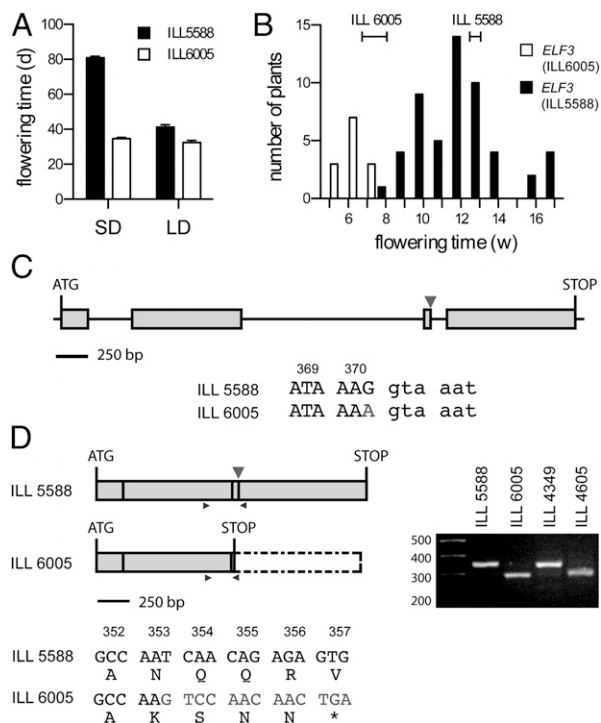 A
flowering time (d)
100
80
60
40
20
0
SD LD
ILL5588
ILL6005
B
ILL 6005 ILL 5588
number of plants
15
10
5
0
6 8 10 12 14 16
flowering time (w)
ELF3
(ILL6005)
ELF3
(ILL5588)
C
ATG STOP
250 bp
369 370
ILL 5588 ATA AAG gta aat
ILL 6005 ATA AAA gta aat
D
ATG STOP
ILL 5588
ATG STOP
ILL 6005
250 bp
352 353 354 355 356 357
ILL 5588 GCC AAT CAA CAG AGA GTG
A N Q Q R V
ILL 6005 GCC AAG TCC AAC AAC TGA
A K S N N *
ILL 5588 ILL 6005 ILL 4349 ILL 4605
500
400
300
200